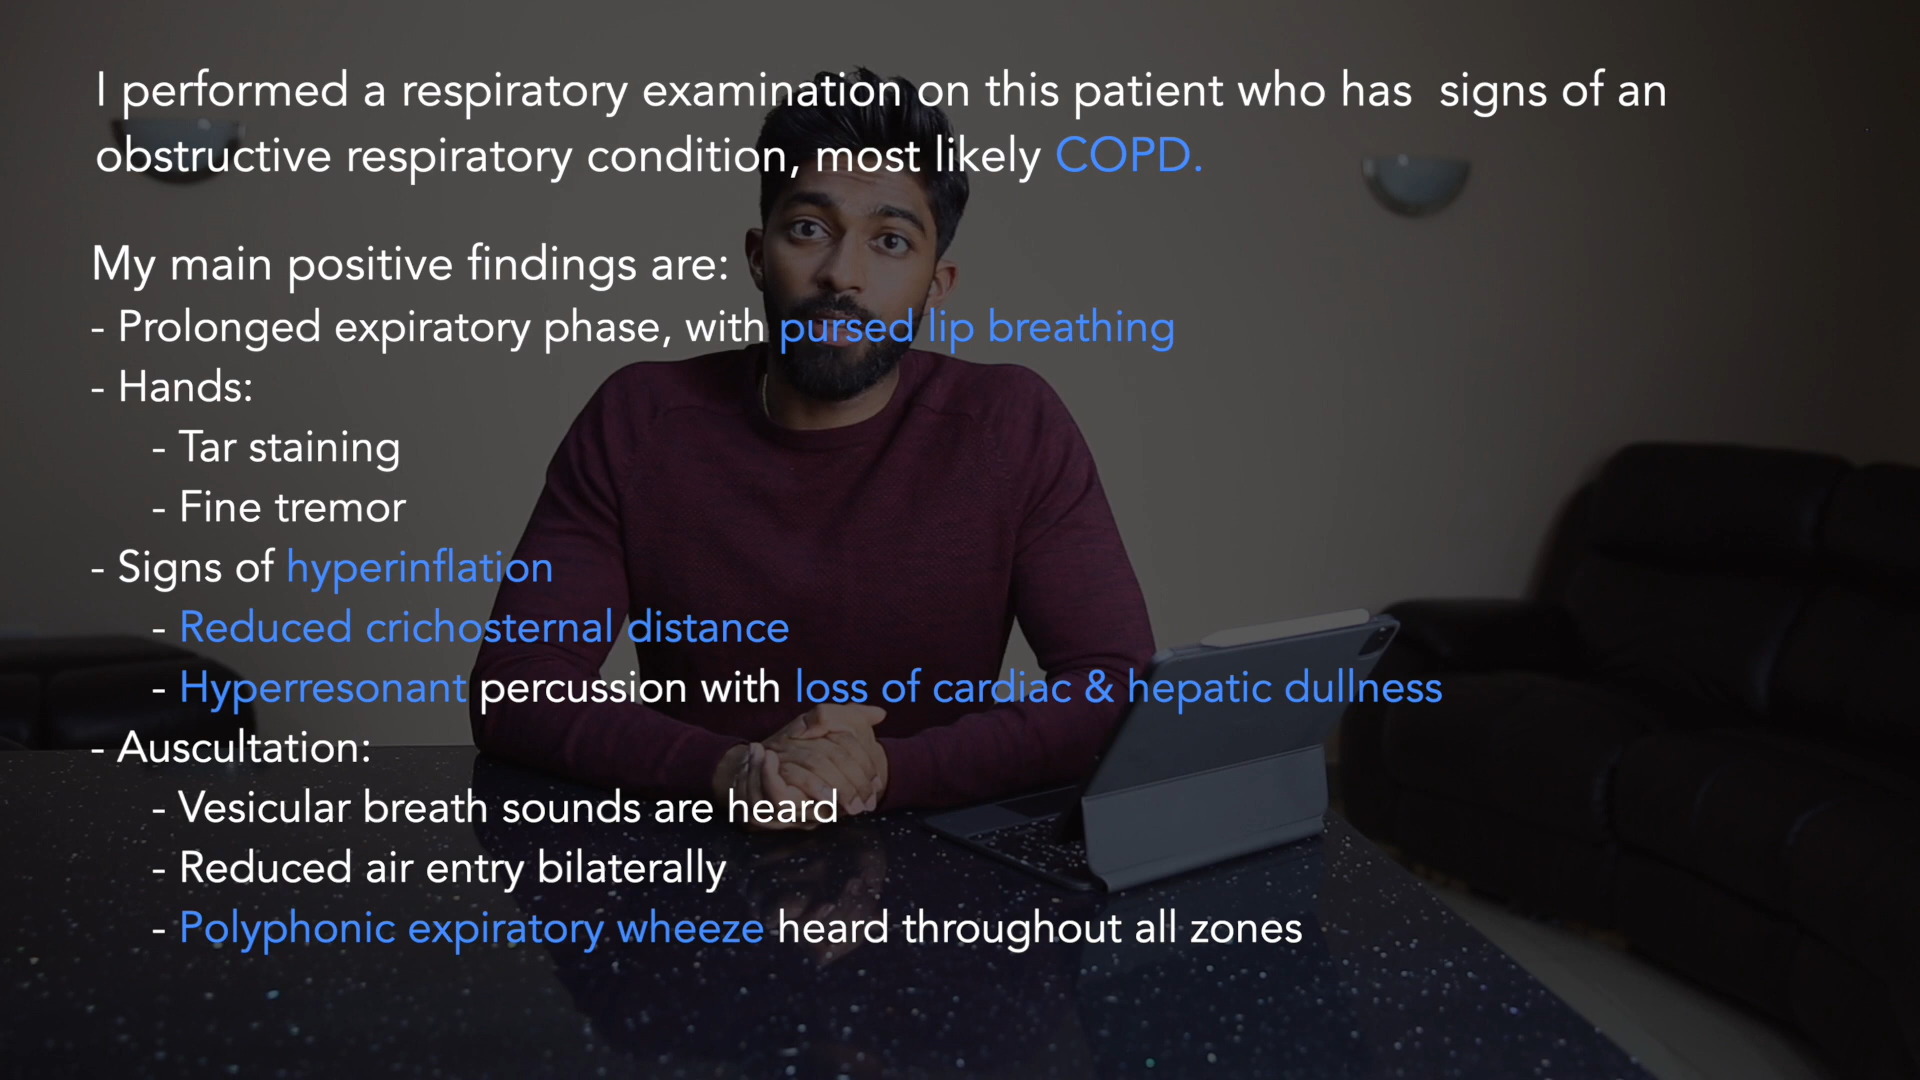 I performed a respiratory examination on this patient who has signs of an
obstructive respiratory condition, most likely COPD.
My main positive findings are:
- Prolonged expiratory phase, with pursed lip breathing
- Hands:
- Tar staining
- Fine tremor
- Signs of hyperinflation
- Reduced crichosternal distance
- Hyperresonant percussion with loss of cardiac & hepatic dullness
- Auscultation:
- Vesicular breath sounds are heard
- Reduced air entry bilaterally
- Polyphonic expiratory wheeze heard throughout all zones